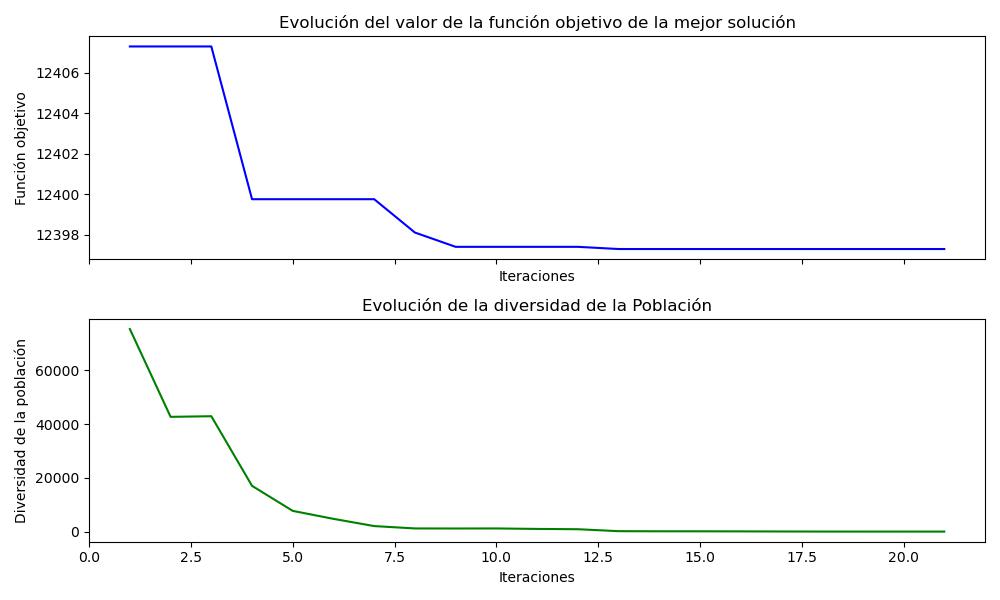 Evolución del valor de la función objetivo de la mejor solución
Función objetivo
12406
12404
12402
12400
12398
Iteraciones
Evolución de la diversidad de la Población
Diversidad de la población
60000
40000
20000
0
0.0 2.5 5.0 7.5 10.0 12.5 15.0 17.5 20.0
Iteraciones